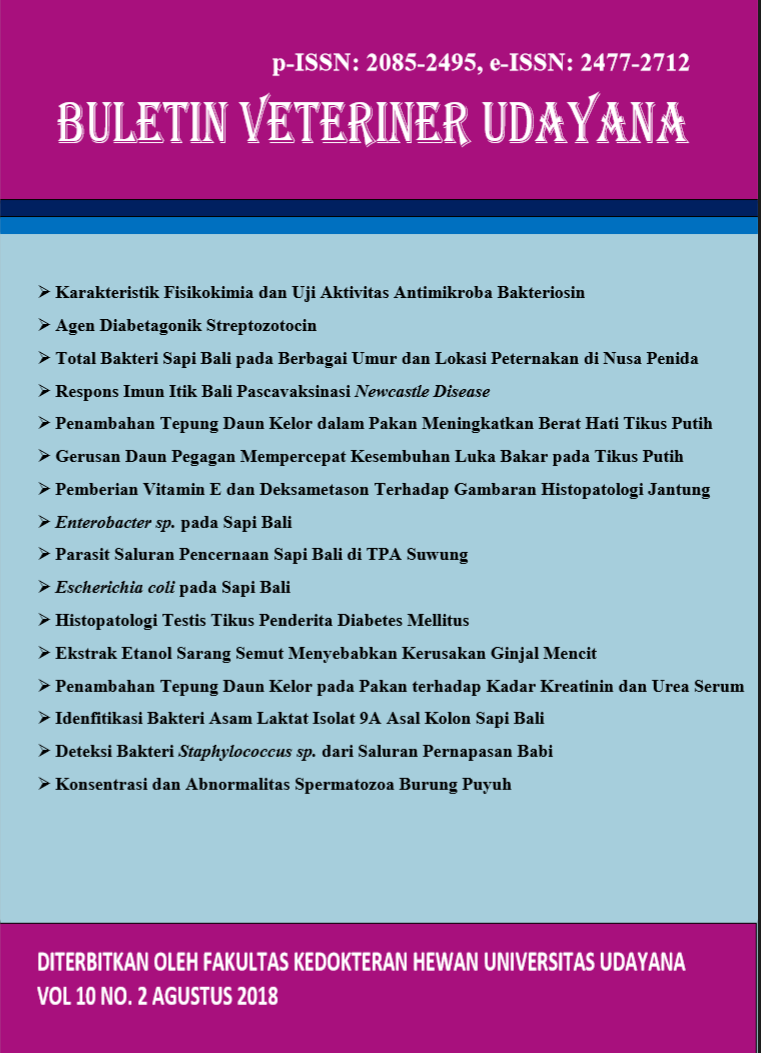 p-ISSN: 2085-2495, e-ISSN: 2477-2712
BULETIN VETERINER UDAYANA
➢ Karakteristik Fisikokimia dan Uji Aktivitas Antimikroba Bakteriosin
➢ Agen Diabetagonik Streptozotocin
➢ Total Bakteri Sapi Bali pada Berbagai Umur dan Lokasi Peternakan di Nusa Penida
➢ Respons Imun Itik Bali Pascavaksinasi Newcastle Disease
➢ Penambahan Tepung Daun Kelor dalam Pakan Meningkatkan Berat Hati Tikus Putih
➢ Gerusan Daun Pegagan Mempercepat Kesembuhan Luka Bakar pada Tikus Putih
➢ Pemberian Vitamin E dan Deksametason Terhadap Gambaran Histopatologi Jantung
➢ Enterobacter sp. pada Sapi Bali
➢ Parasit Saluran Pencernaan Sapi Bali di TPA Suwung
➢ Escherichia coli pada Sapi Bali
➢ Histopatologi Testis Tikus Penderita Diabetes Mellitus
➢ Ekstrak Etanol Sarang Semut Menyebabkan Kerusakan Ginjal Mencit
➢ Penambahan Tepung Daun Kelor pada Pakan terhadap Kadar Kreatinin dan Urea Serum
➢ Idenfitikasi Bakteri Asam Laktat Isolat 9A Asal Kolon Sapi Bali
➢ Deteksi Bakteri Staphylococcus sp. dari Saluran Pernapasan Babi
➢ Konsentrasi dan Abnormalitas Spermatozoa Burung Puyuh
DITERBITKAN OLEH FAKULTAS KEDOKTERAN HEWAN UNIVERSITAS UDAYANA
VOL 10 NO. 2 AGUSTUS 2018